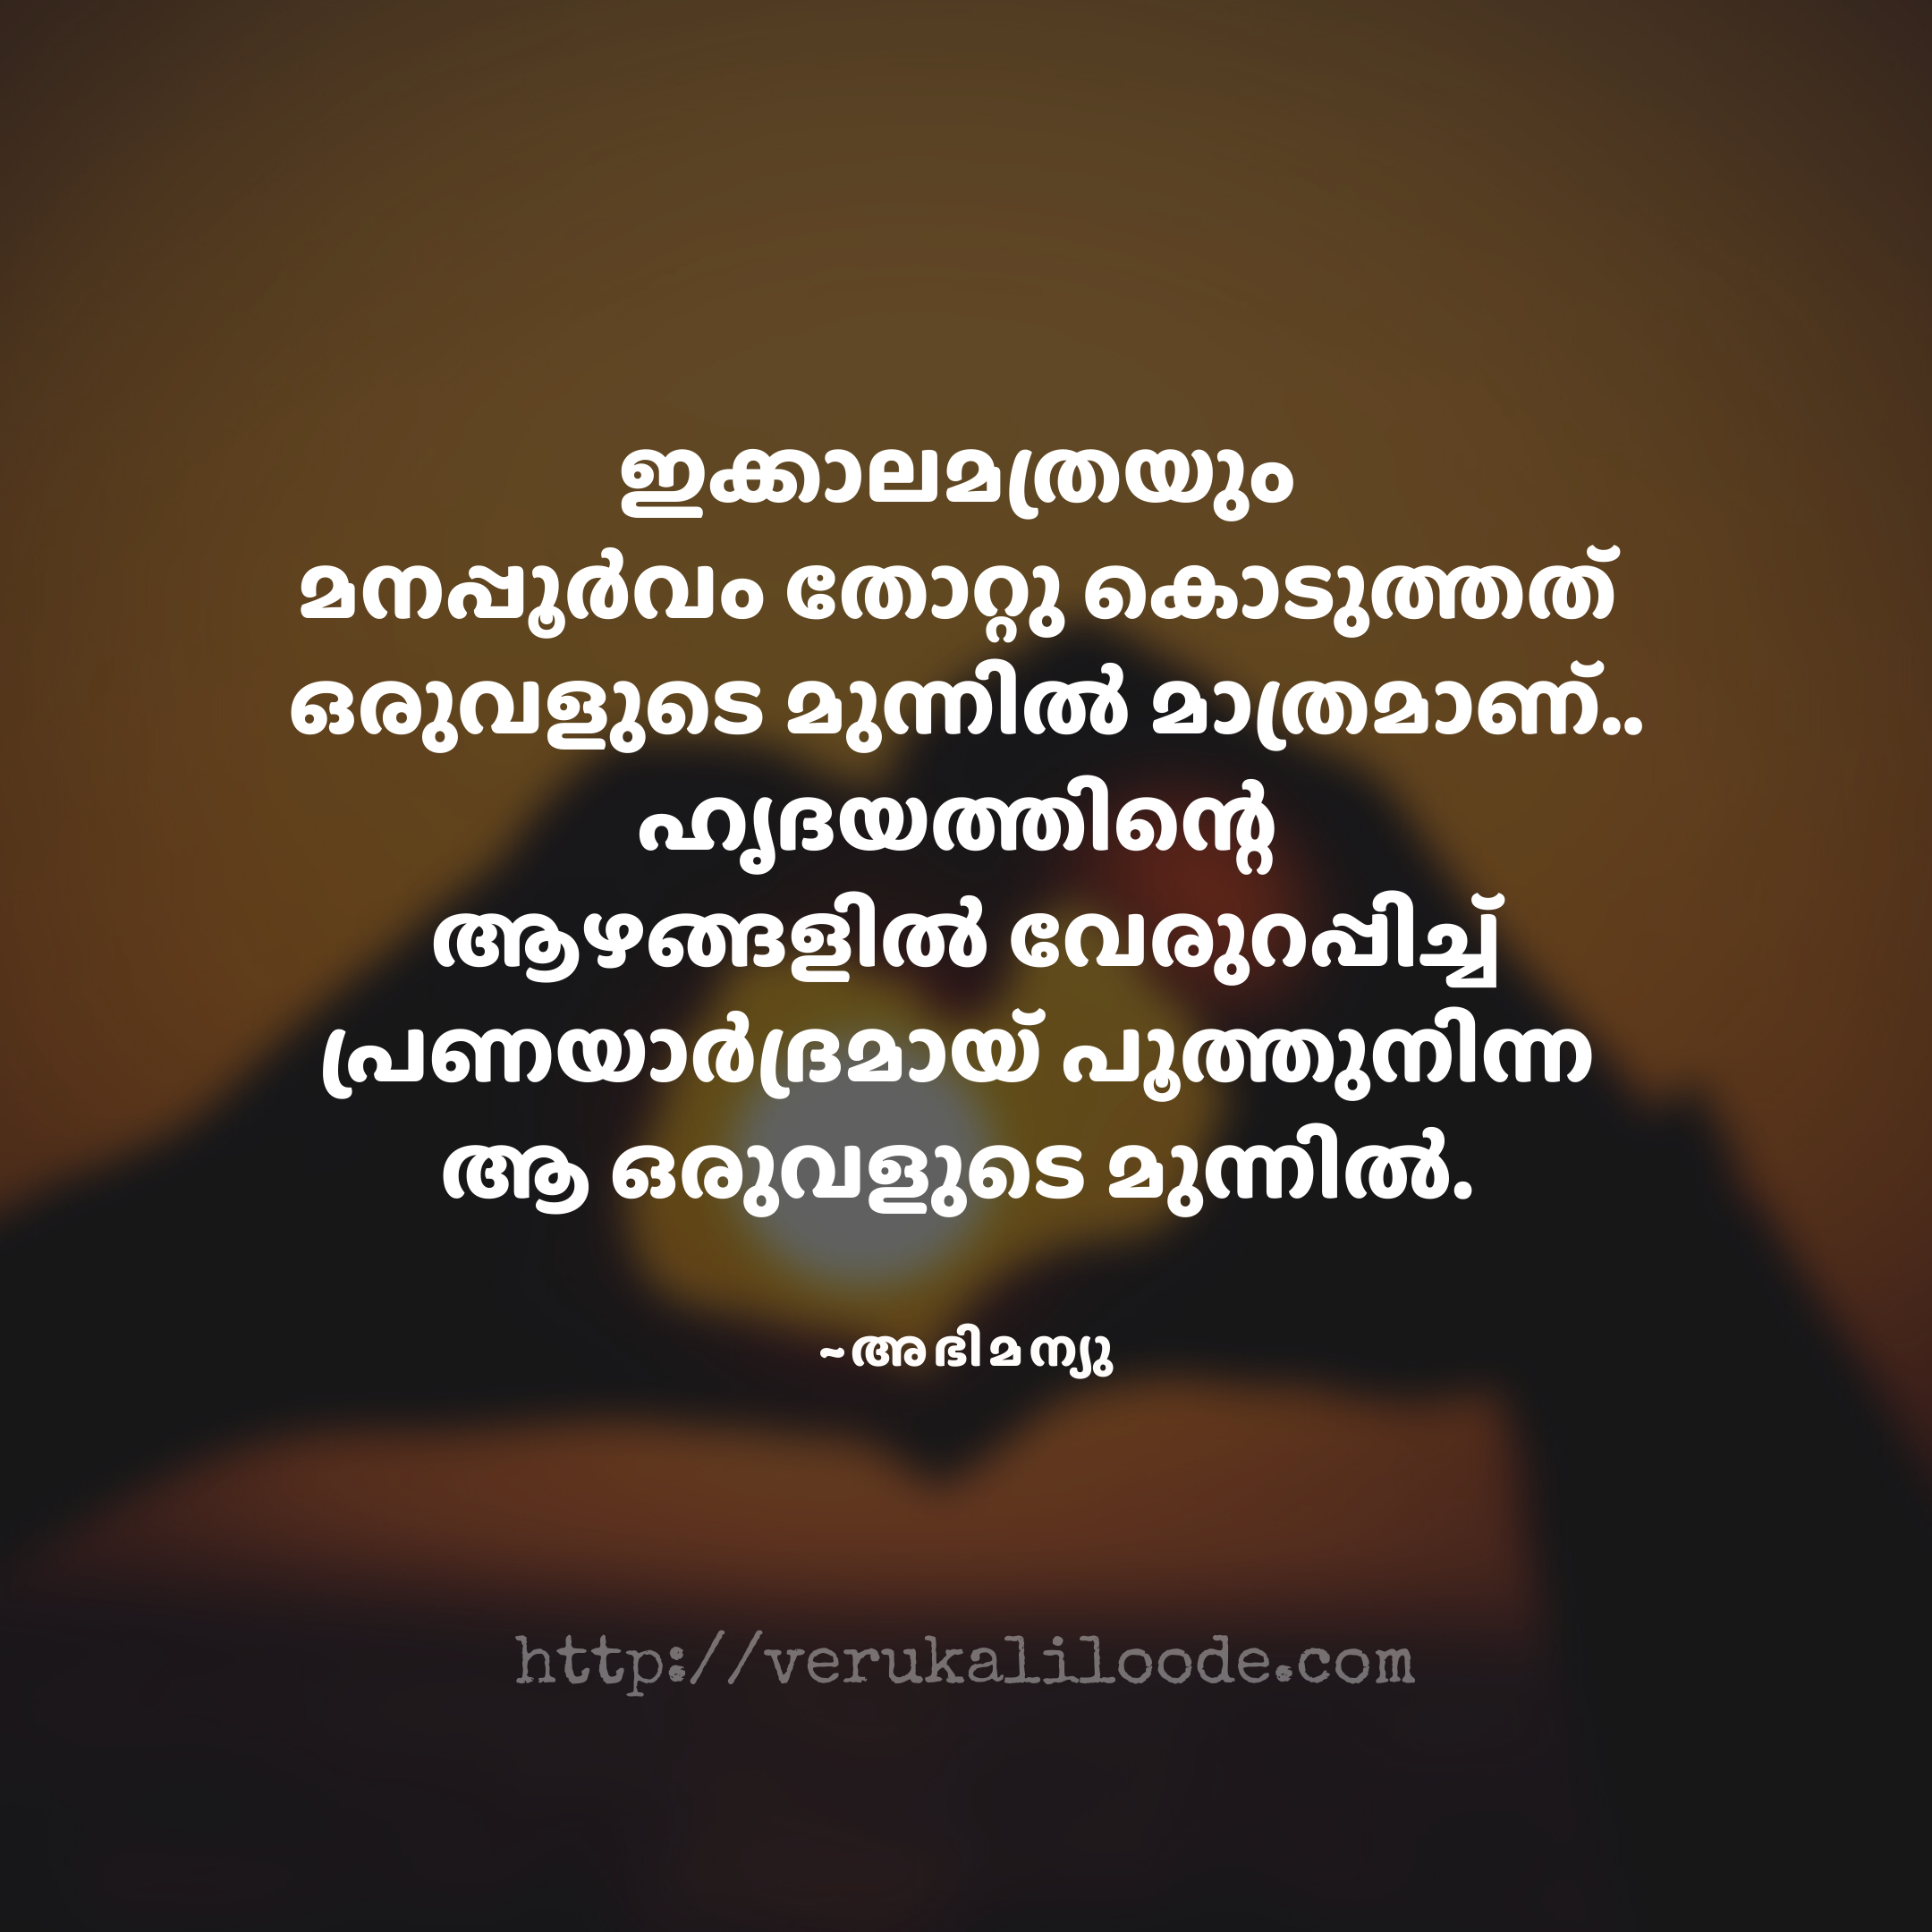 ഇക്കാലമത്രയും
മനപ്പൂർവം തോറ്റു കൊടുത്തത്
ഒരുവളുടെ മുന്നിൽ മാത്രമാണ്..
ഹൃദയത്തിന്റെ
ആഴങ്ങളിൽ വേരുറപ്പിച്ച്
പ്രണയാർദ്രമായ് പൂത്തുനിന്ന
ആ ഒരുവളുടെ മുന്നിൽ.
~അഭിമന്യു
http://verukaliloode.com